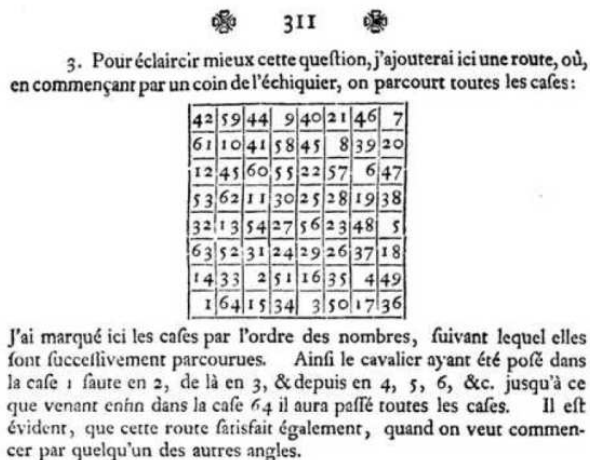 311
3. Pour éclaircir mieux cette queſtion, j'ajouterai ici une route, où,
en commençant par un coin de l'échiquier, on parcourt toutes les caſes:
42 59 44 9 40 21 46 7
61 10 41 58 45 8 39 20
12 45 60 55 22 57 6 47
53 62 11 30 25 28 19 38
32 13 54 27 56 23 48 5
63 52 31 24 29 26 37 18
14 33 2 51 16 35 4 49
1 64 15 34 3 50 17 36
J'ai marqué ici les caſes par l'ordre des nombres, ſuivant lequel elles
ſont ſucceſſivement parcourues. Ainſi le cavalier ayant été poſé dans
la caſe 1 ſaute en 2, de là en 3, & depuis en 4, 5, 6, &c. jusqu'à ce
que venant enfin dans la caſe 64 il aura paſſé toutes les caſes. Il eſt
évident, que cette route ſatisfait également, quand on veut commen-
cer par quelqu'un des autres angles.